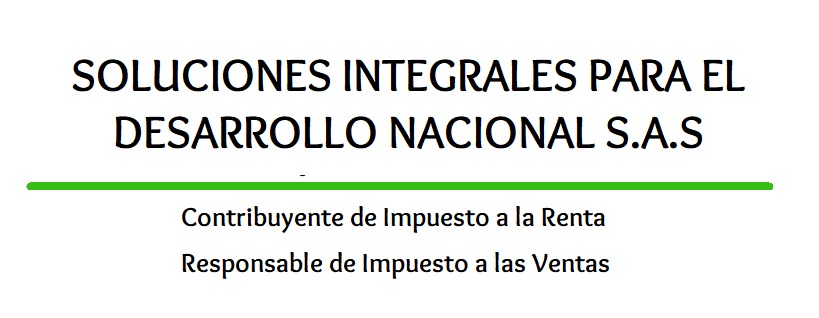 SOLUCIONES INTEGRALES PARA EL
DESARROLLO NACIONAL S.A.S
Contribuyente de Impuesto a la Renta
Responsable de Impuesto a las Ventas